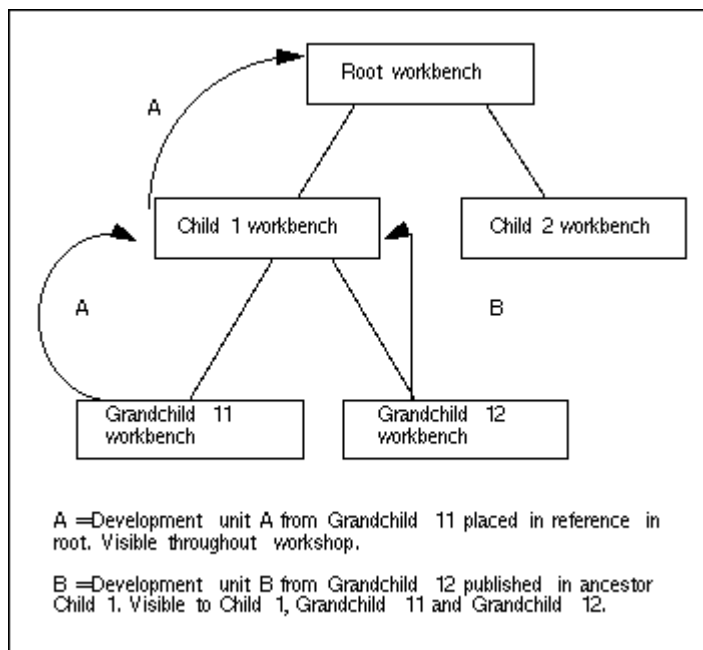 Root workbench
A
Child 1 workbench
Child 2 workbench
A
B
Grandchild 11
workbench
Grandchild 12
workbench
A =Development unit A from Grandchild 11 placed in reference in
root. Visible throughout workshop.
B =Development unit B from Grandchild 12 published in ancestor
Child 1. Visible to Child 1, Grandchild 11 and Grandchild 12.